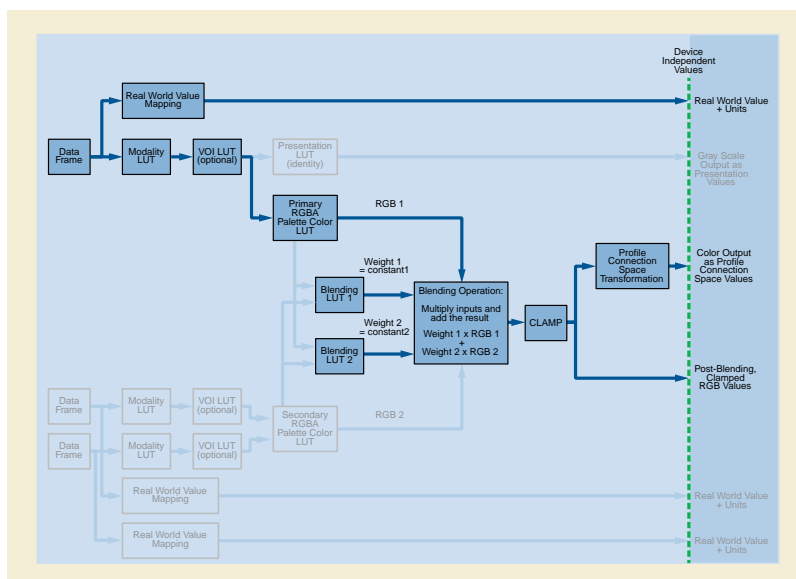 Device
Independent
Values
Real World Value
Mapping
Real World Value
+ Units
Data
Frame
Modality
LUT
VOI LUT
(optional)
Presentation
LUT
(identity)
Gray Scale
Output as
Presentation
Values
Primary
RGBA
Palette Color
LUT
RGB 1
Weight 1
= constant1
Blending
LUT 1
Weight 2
= constant2
Blending
LUT 2
Blending Operation:
Multiply inputs and
add the result
Weight 1 x RGB 1
+
Weight 2 x RGB 2
CLAMP
Profile
Connection
Space
Transformation
Color Output
as Profile
Connection
Space Values
Post-Blending,
Clamped
RGB Values
Data
Frame
Modality
LUT
VOI LUT
(optional)
Secondary
RGBA
Palette Color
LUT
RGB 2
Data
Frame
Modality
LUT
VOI LUT
(optional)
Real World Value
Mapping
Real World Value
+ Units
Real World Value
Mapping
Real World Value
+ Units